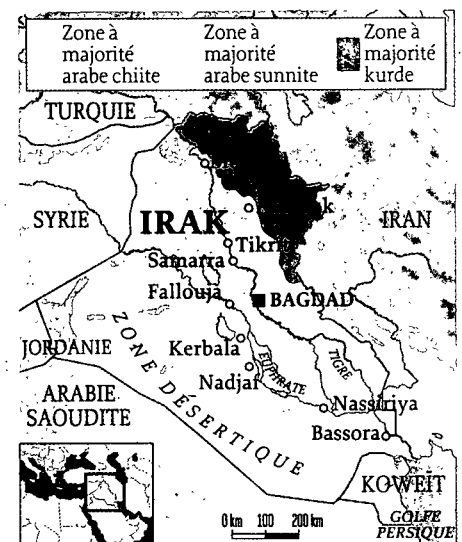 Zone à
majorité
arabe chiite
Zone à
majorité
arabe sunnite
Zone à
majorité
kurde
TURQUIE
SYRIE
IRAK
IRAN
Samarra
Fallouja
BAGDAD
JORDANIE
Kerbala
EUPHRATE
TIGRE
Nadjaf
ZONE DÉSERTIQUE
ARABIE
SAOUDITE
Nassiriya
Bassora
KOWEÏT
0 km 100 200 km
GOLFE
PERSIQUE